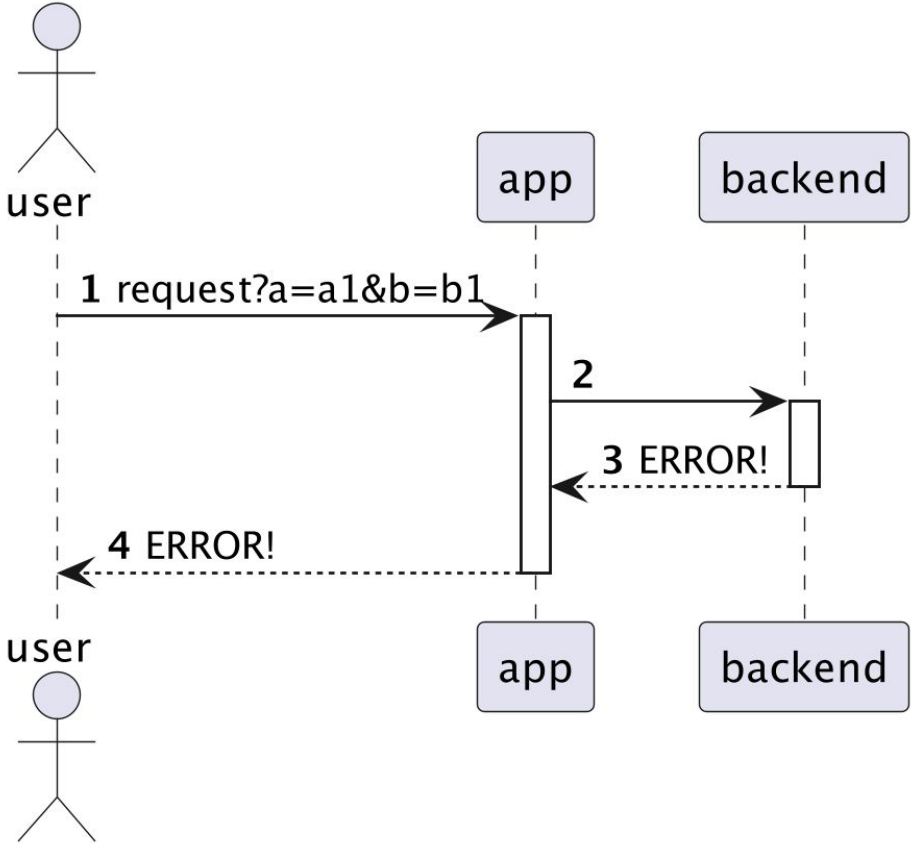 user
app
backend
1 request?a=a1&b=b1
2
3 ERROR!
4 ERROR!
user
app
backend